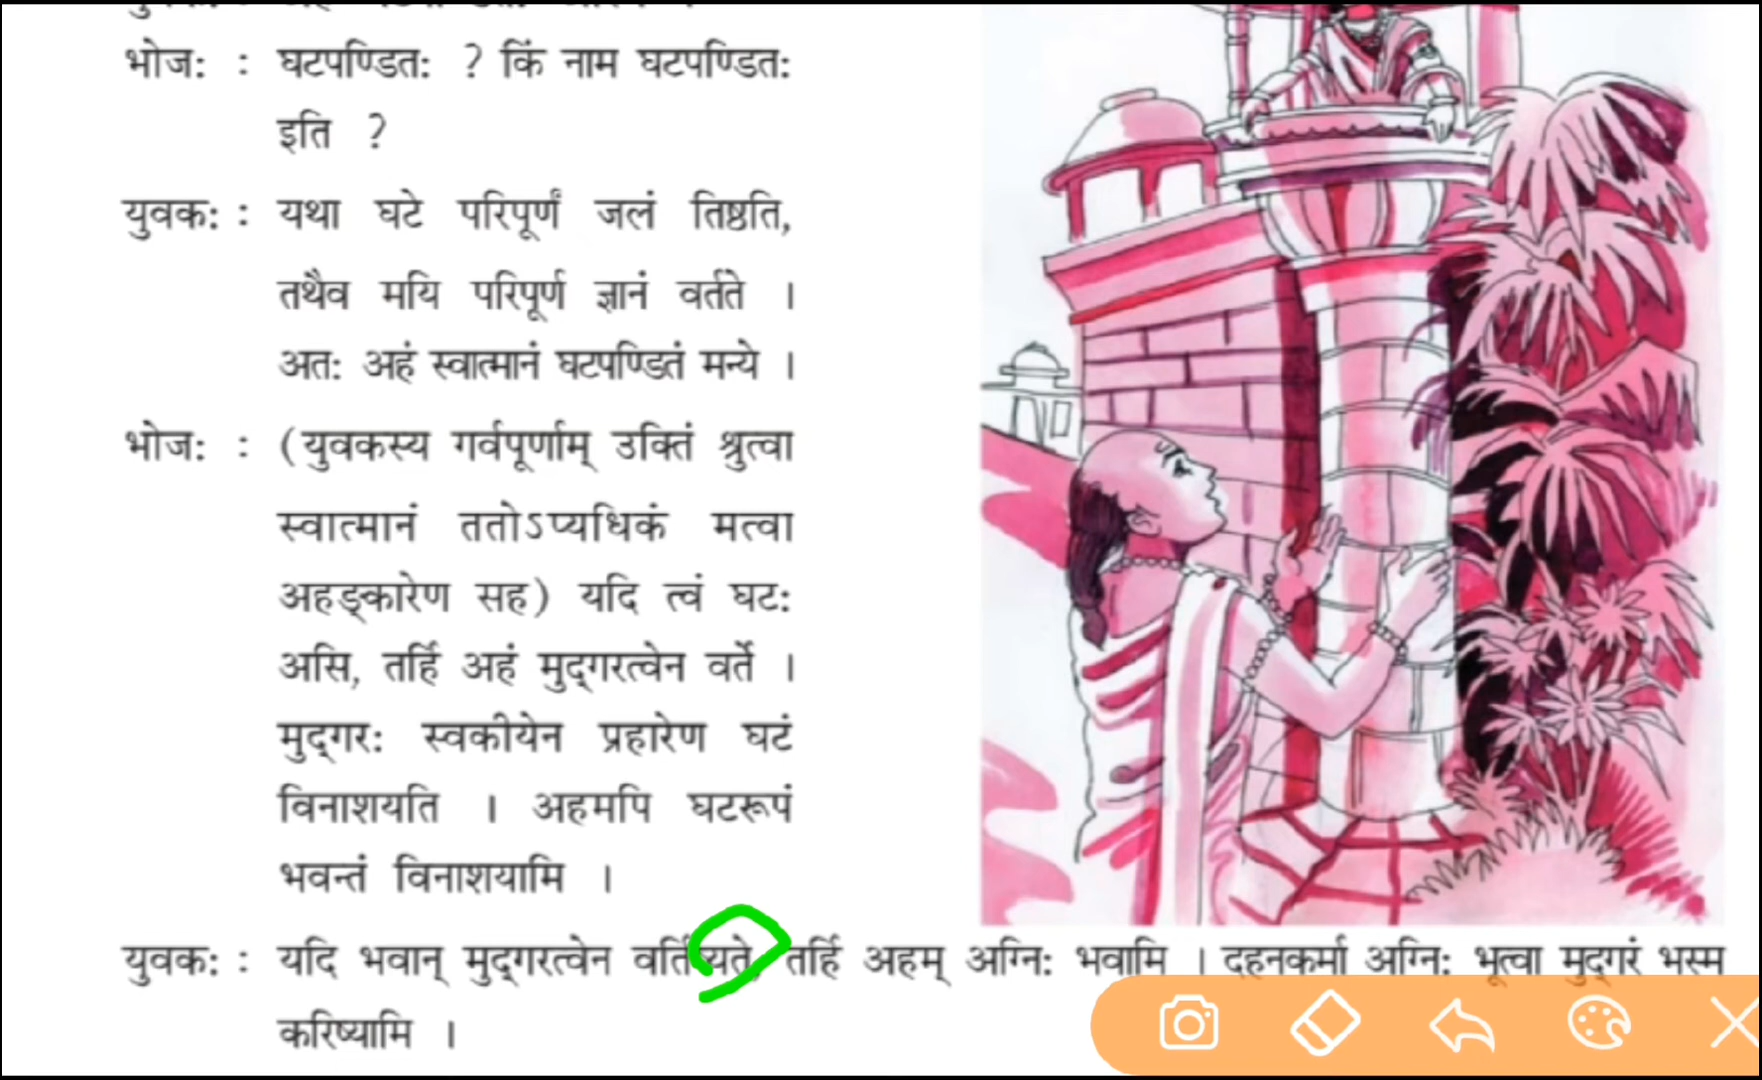 भोज: : घटपण्डित: ? किं नाम घटपण्डित:
इति ?
युवक: : यथा घटे परिपूर्णं जलं तिष्ठति,
तथैव मयि परिपूर्ण ज्ञानं वर्तते ।
अत: अहं स्वात्मानं घटपण्डितं मन्ये ।
भोज: : (युवकस्य गर्वपूर्णाम् उक्तिं श्रुत्वा
स्वात्मानं ततोऽप्यधिकं मत्वा
अहङ्कारेण सह) यदि त्वं घट:
असि, तर्हि अहं मुद्‌गरत्वेन वर्ते ।
मुद्‌गर: स्वकीयेन प्रहारेण घटं
विनाशयति । अहमपि घटरूपं
भवन्तं विनाशयामि ।
युवक: : यदि भवान् मुद्‌गरत्वेन वर्तिष्यते, तर्हि अहम् अग्नि: भवामि । दहनकर्मा अग्नि: भूत्वा मुद्‌गरं भस्म
करिष्यामि ।